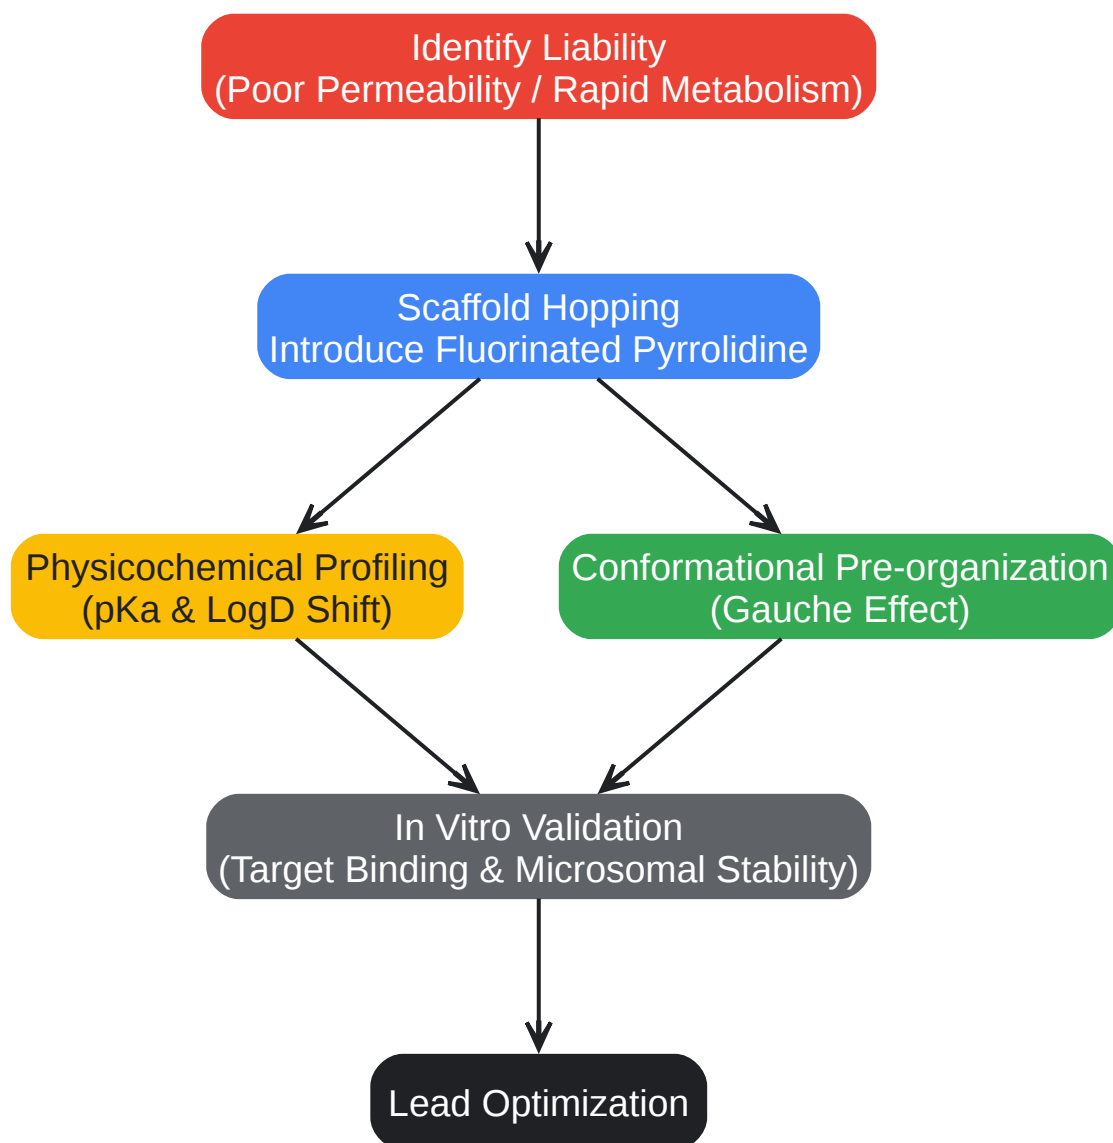 Identify Liability
(Poor Permeability / Rapid Metabolism)
Scaffold Hopping
Introduce Fluorinated Pyrrolidine
Physicochemical Profiling
(pKa & LogD Shift)
Conformational Pre-organization
(Gauche Effect)
In Vitro Validation
(Target Binding & Microsomal Stability)
Lead Optimization